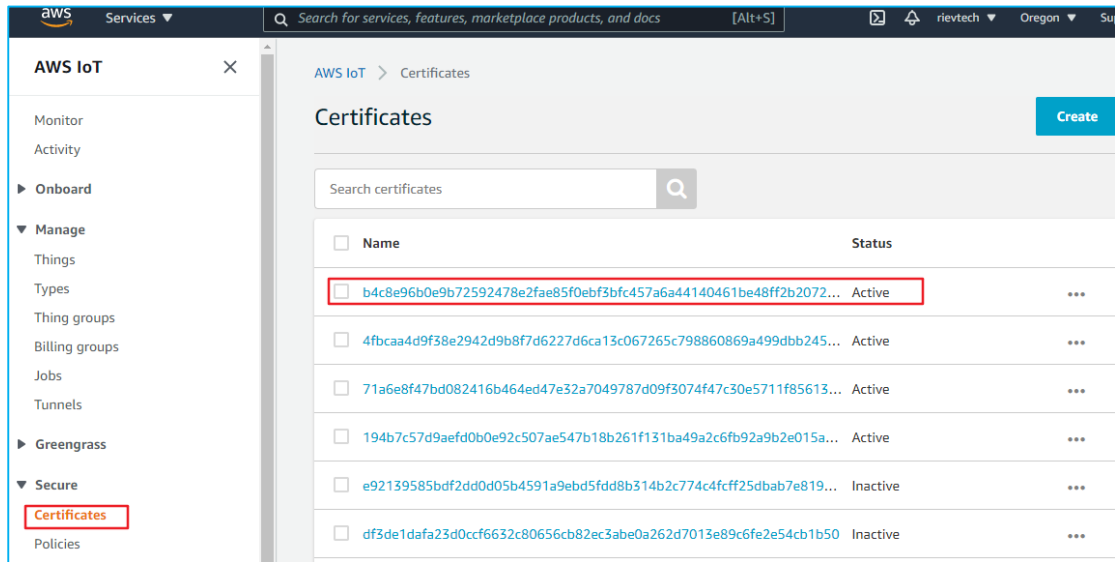 aws Services ▼ Search for services, features, marketplace products, and docs [Alt+S] rievtech ▼ Oregon ▼ Sup
AWS IoT
Monitor
Activity
Onboard
Manage
Things
Types
Thing groups
Billing groups
Jobs
Tunnels
Greengrass
Secure
Certificates
Policies
AWS IoT > Certificates
Certificates
Create
Search certificates
Name Status
b4c8e96b0e9b72592478e2fae85f0ebf3bfc457a6a44140461be48ff2b2072... Active
4fbcaa4d9f38e2942d9b8f7d6227d6ca13c067265c798860869a499dbb245... Active
71a6e8f47bd082416b464ed47e32a7049787d09f3074f47c30e5711f85613... Active
194b7c57d9aefd0b0e92c507ae547b18b261f131ba49a2c6fb92a9b2e015a... Active
e92139585bdf2dd0d05b4591a9ebd5fdd8b314b2c774c4fcff25dbab7e819... Inactive
df3de1dafa23d0ccf6632c80656cb82ec3abe0a262d7013e89c6fe2e54cb1b50 Inactive